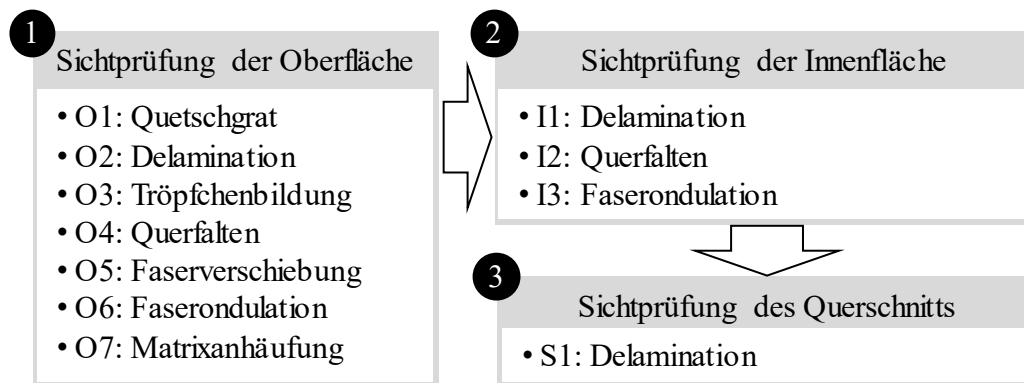 1
Sichtprüfung der Oberfläche
• O1: Quetschgrat
• O2: Delamination
• O3: Tröpfchenbildung
• O4: Querfalten
• O5: Faserverschiebung
• O6: Faserondulation
• O7: Matrixanhäufung
2
Sichtprüfung der Innenfläche
• I1: Delamination
• I2: Querfalten
• I3: Faserondulation
3
Sichtprüfung des Querschnitts
• S1: Delamination